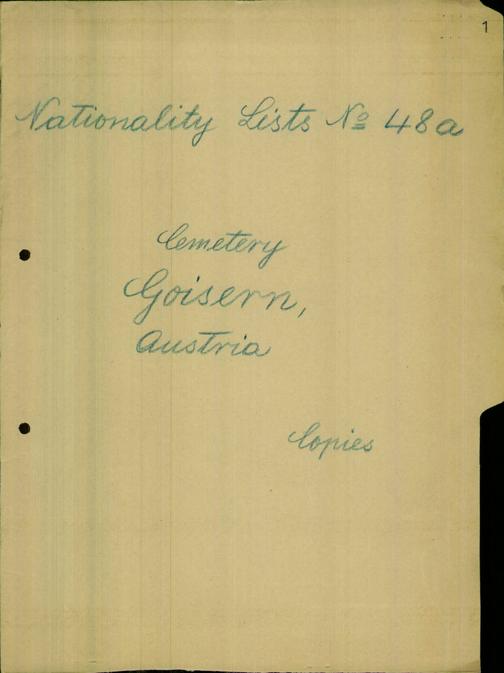 1
Nationality Lists Nº 48a
Cemetery
Goisern,
Austria
Copies